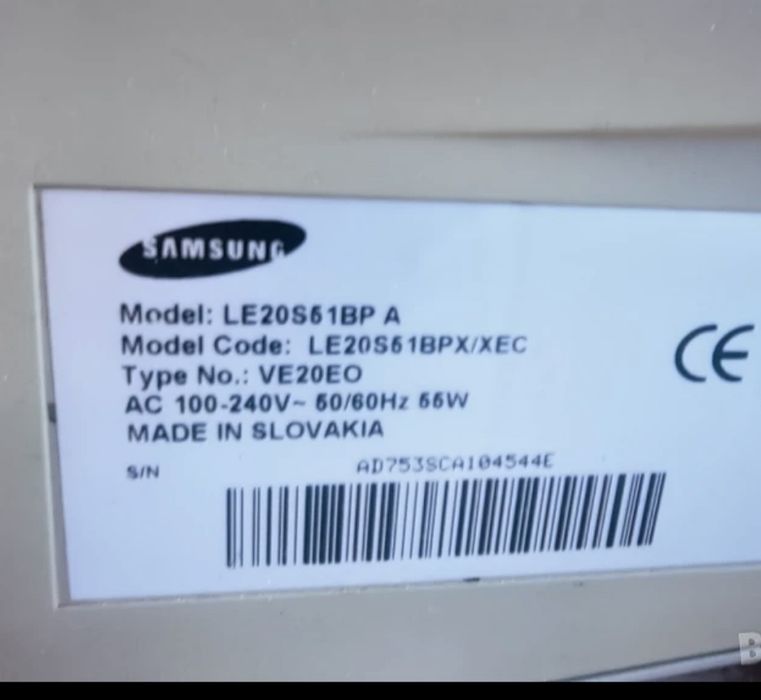 SAMSUNG
Model: LE20S51BP A
Model Code: LE20S51BPX/XEC
Type No.: VE20EO
AC 100-240V~ 50/60Hz 55W
MADE IN SLOVAKIA
S/N AD753SCA104544E
CE